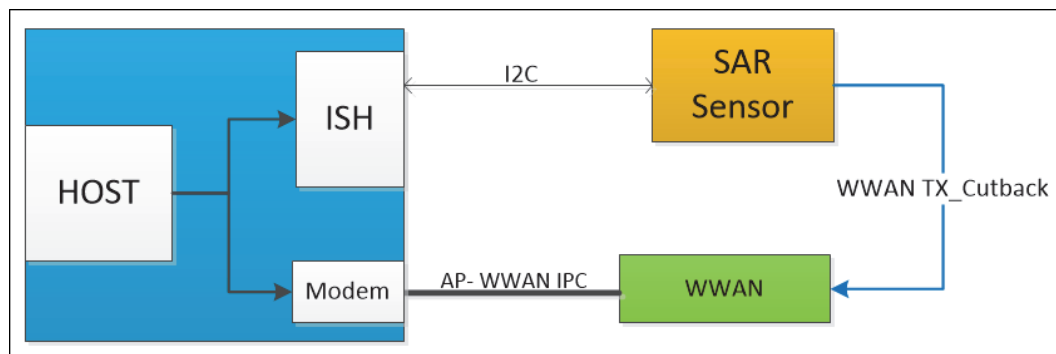 ISH
I2C
SAR
Sensor
HOST
WWAN TX_Cutback
Modem
AP- WWAN IPC
WWAN